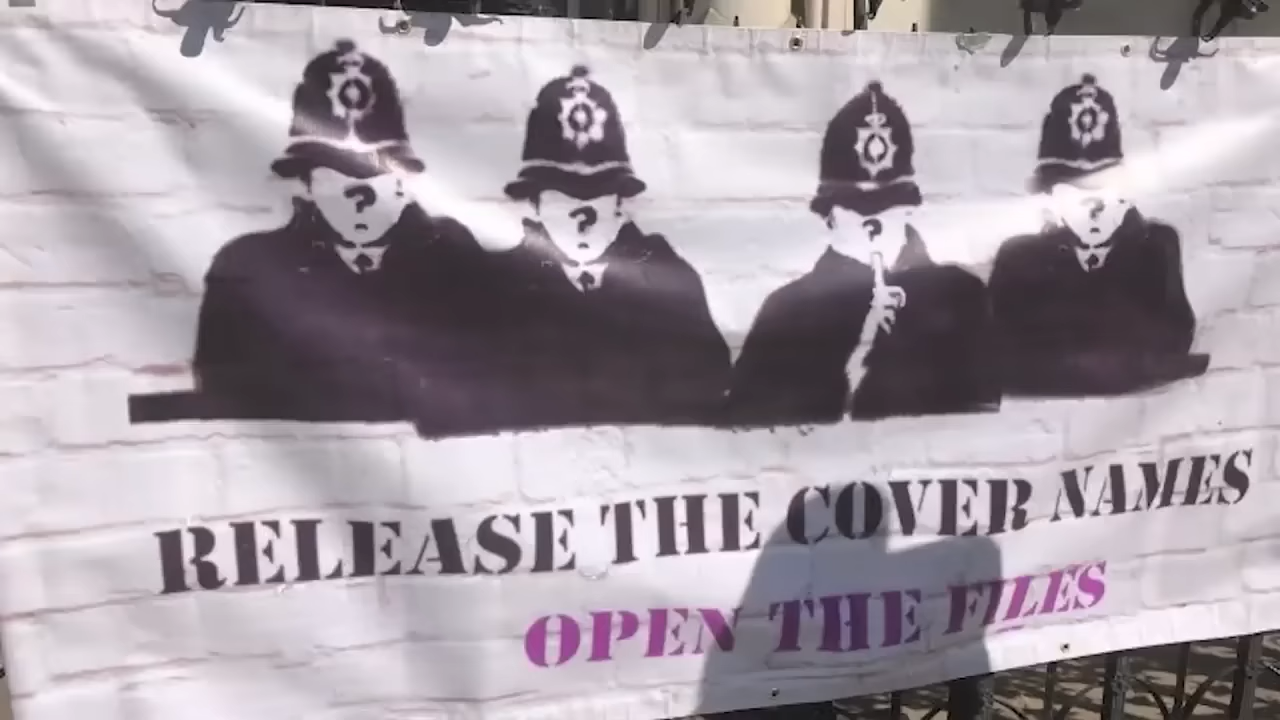 ? ? ? ?
RELEASE THE COVER NAMES
OPEN THE FILES